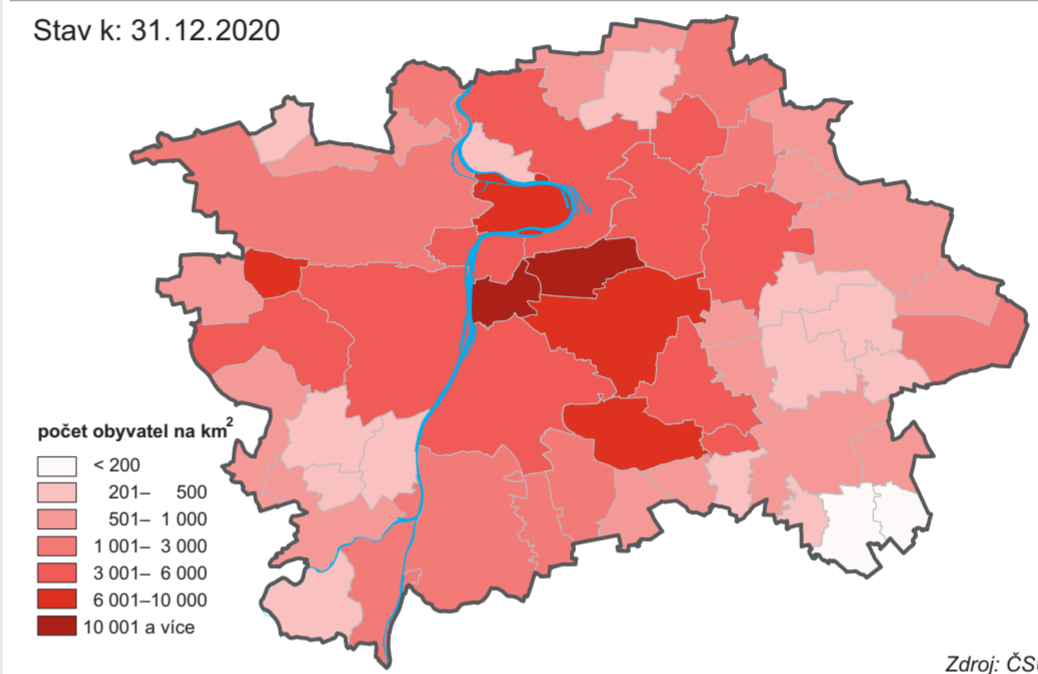 Stav k: 31.12.2020
počet obyvatel na km²
< 200
201– 500
501– 1 000
1 001– 3 000
3 001– 6 000
6 001–10 000
10 001 a více
Zdroj: ČS